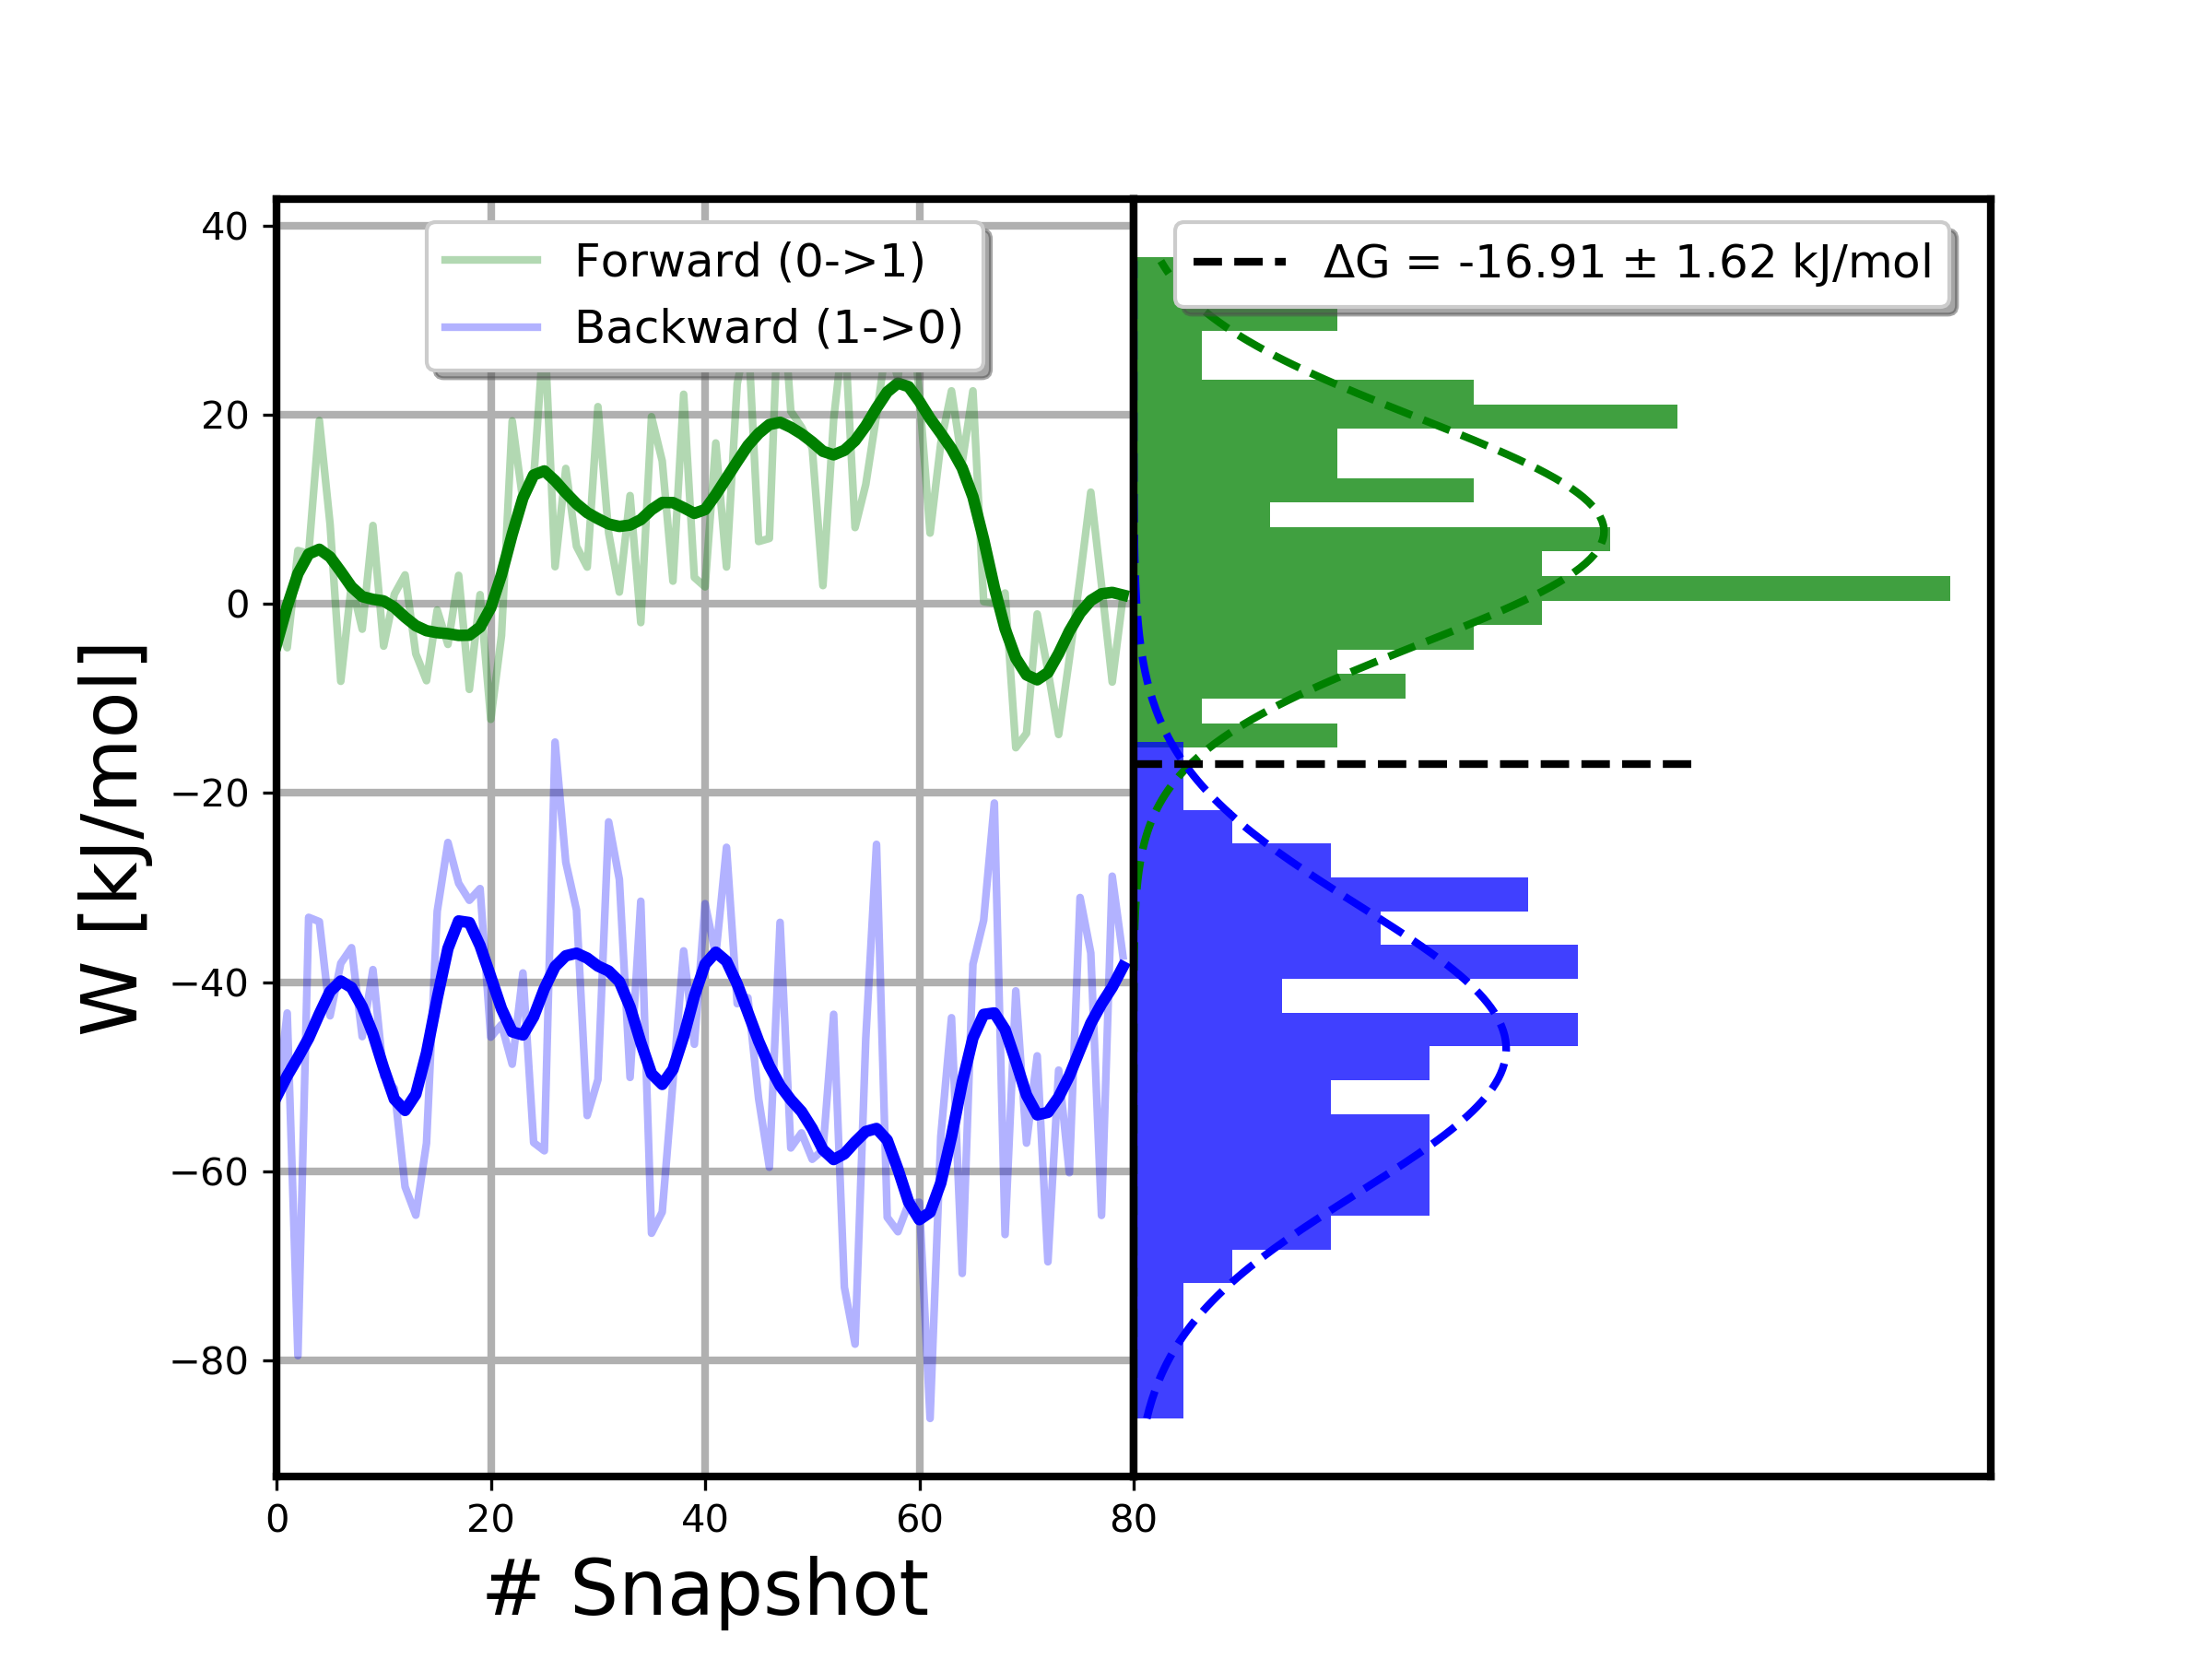 Forward (0->1)
Backward (1->0)
ΔG = -16.91 ± 1.62 kJ/mol
W [kJ/mol]
40
20
0
−20
−40
−60
−80
0 20 40 60 80
# Snapshot